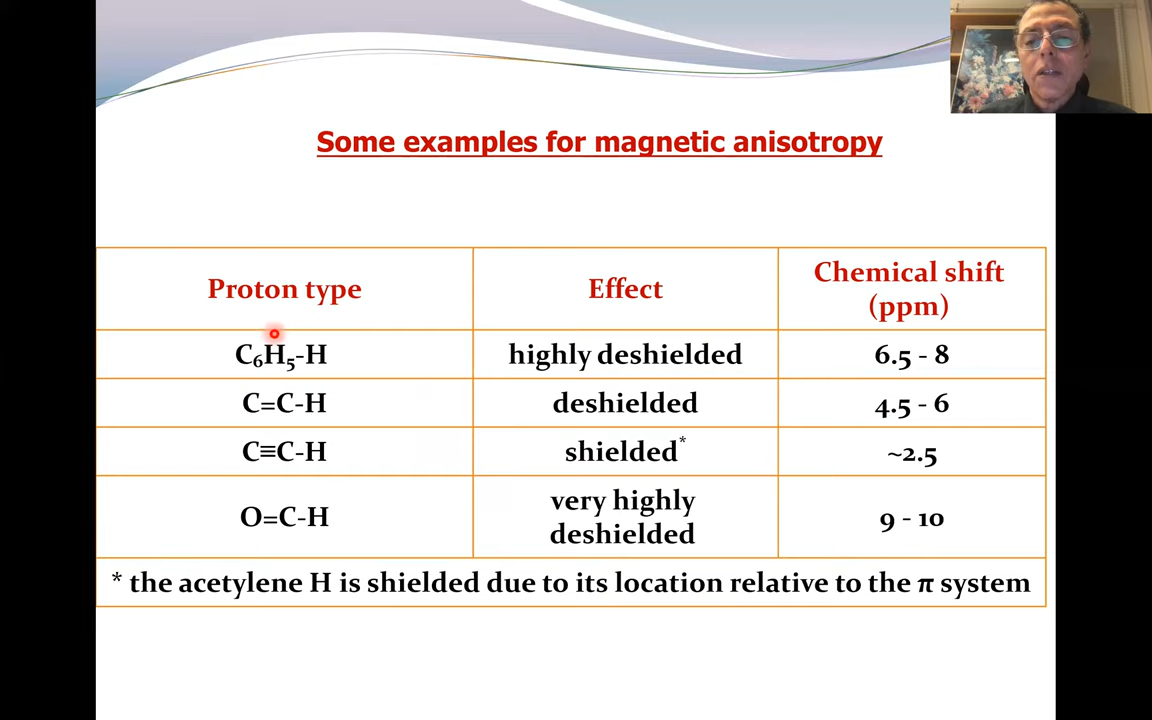 Some examples for magnetic anisotropy
Proton type
Effect
Chemical shift
(ppm)
C₆H₅-H
highly deshielded
6.5 - 8
C=C-H
deshielded
4.5 - 6
C≡C-H
shielded*
~2.5
O=C-H
very highly
deshielded
9 - 10
* the acetylene H is shielded due to its location relative to the π system